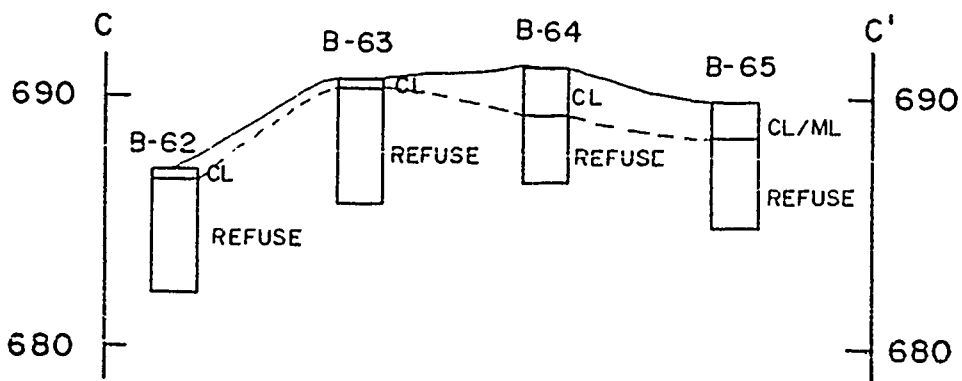 C
C'
B-62
B-63
B-64
B-65
690
690
CL
CL
CL
CL/ML
REFUSE
REFUSE
REFUSE
REFUSE
680
680